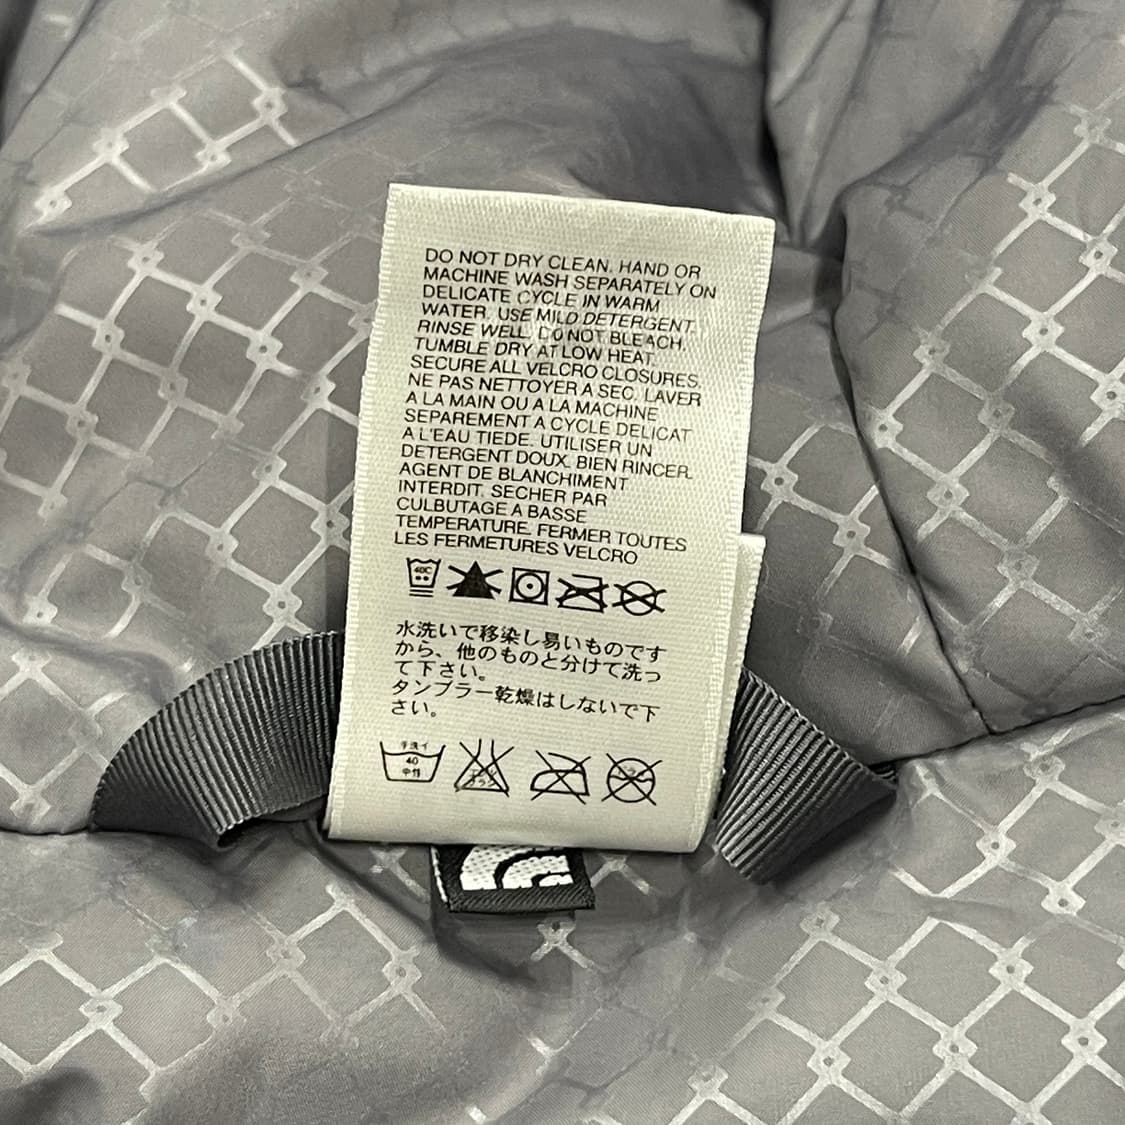 DO NOT DRY CLEAN. HAND OR
MACHINE WASH SEPARATELY ON
DELICATE CYCLE IN WARM
WATER. USE MILD DETERGENT.
RINSE WELL. DO NOT BLEACH.
TUMBLE DRY AT LOW HEAT.
SECURE ALL VELCRO CLOSURES.
NE PAS NETTOYER A SEC. LAVER
A LA MAIN OU A LA MACHINE
SEPAREMENT A CYCLE DELICAT
A L'EAU TIEDE. UTILISER UN
DETERGENT DOUX. BIEN RINCER.
AGENT DE BLANCHIMENT
INTERDIT. SECHER PAR
CULBUTAGE A BASSE
TEMPERATURE. FERMER TOUTES
LES FERMETURES VELCRO
40C
水洗いで移染し易いものです
から、他のものと分けて洗っ
て下さい。
タンブラー乾燥はしないで下
さい。
手洗イ
40
中性